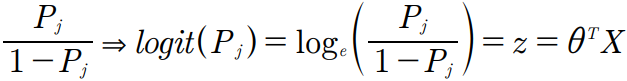 P_j / (1 − P_j) ⇒ logit(P_j) = log_e (P_j / (1 − P_j)) = z = θ^T X